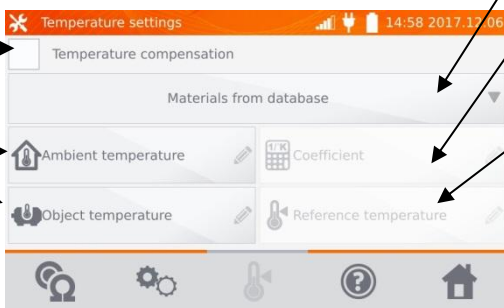 Temperature settings 14:58 2017.12.06
Temperature compensation
Materials from database
Ambient temperature 1/°K Coefficient
Object temperature Reference temperature